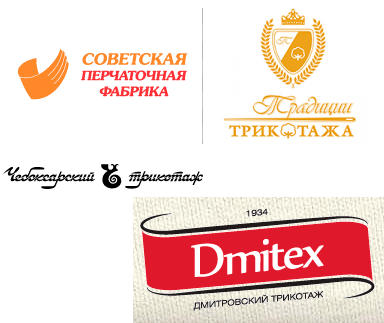 СОВЕТСКАЯ
ПЕРЧАТОЧНАЯ
ФАБРИКА
Традиции
ТРИКОТАЖА
Чебоксарский трикотаж
1934
Dmitex
ДМИТРОВСКИЙ ТРИКОТАЖ